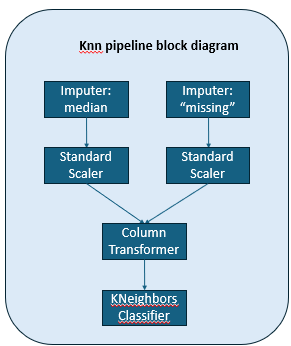 Knn pipeline block diagram
Imputer:
median
Imputer:
“missing”
Standard
Scaler
Standard
Scaler
Column
Transformer
KNeighbors
Classifier